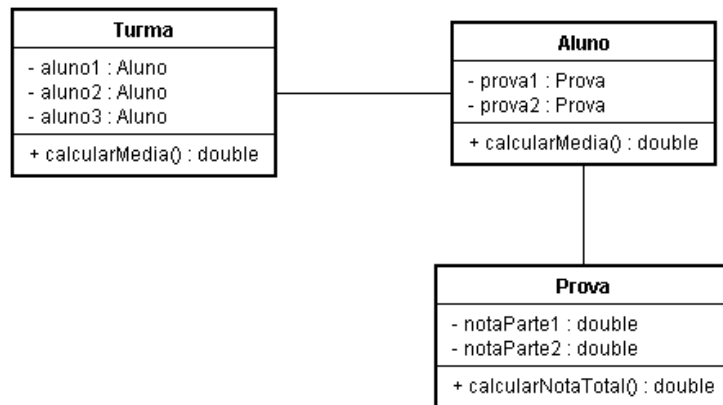 Turma
- aluno1 : Aluno
- aluno2 : Aluno
- aluno3 : Aluno
+ calcularMedia() : double
Aluno
- prova1 : Prova
- prova2 : Prova
+ calcularMedia() : double
Prova
- notaParte1 : double
- notaParte2 : double
+ calcularNotaTotal() : double